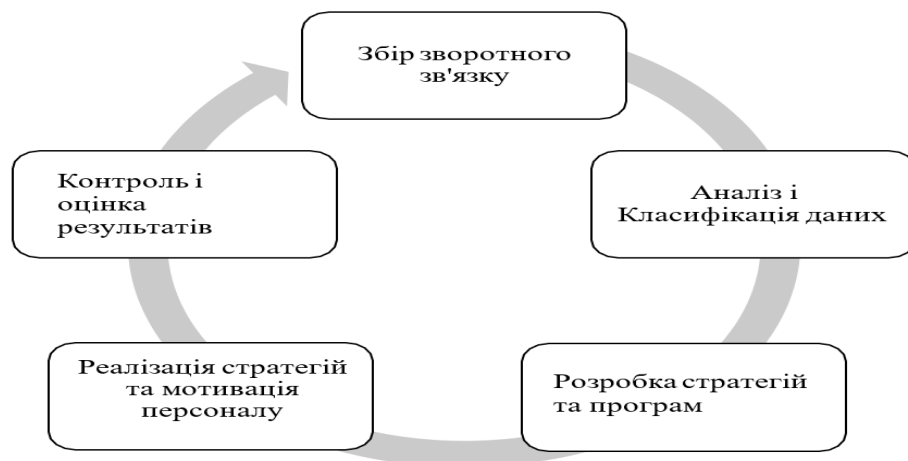 Збір зворотного
зв'язку
Аналіз і
Класифікація даних
Розробка стратегій
та програм
Реалізація стратегій
та мотивація
персоналу
Контроль і
оцінка
результатів